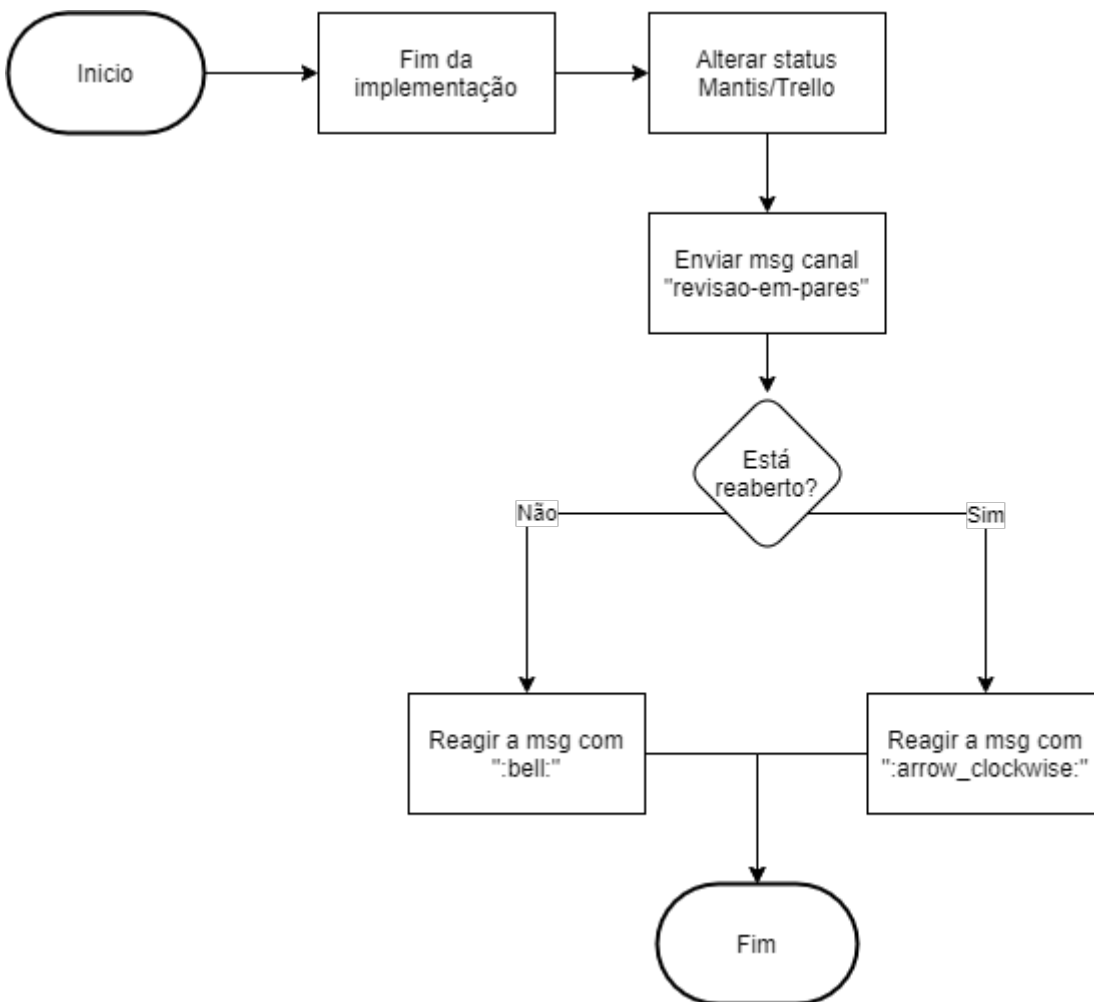 Inicio
Fim da
implementação
Alterar status
Mantis/Trello
Enviar msg canal
"revisao-em-pares"
Está
reaberto?
Não
Sim
Reagir a msg com
":bell:"
Reagir a msg com
":arrow_clockwise:"
Fim